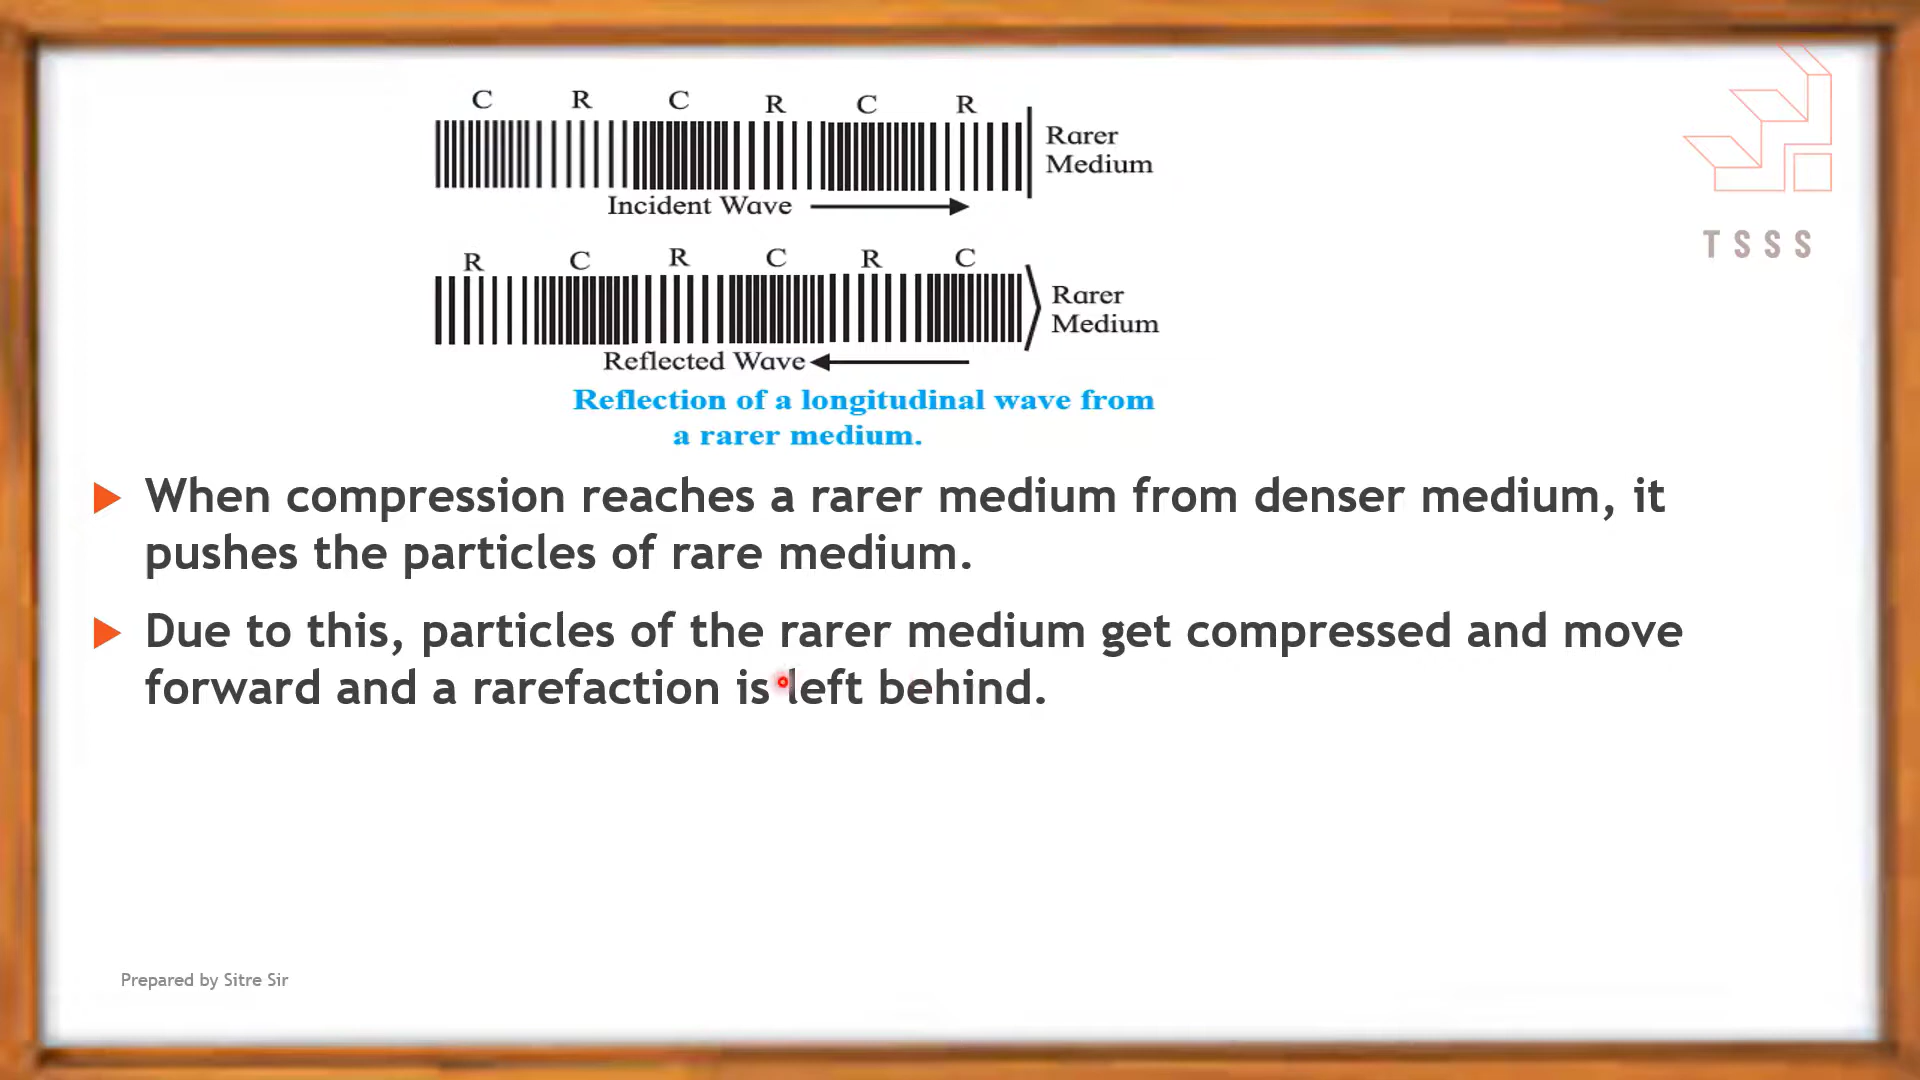 C R C R C R
Rarer
Medium
Incident Wave
R C R C R C
Rarer
Medium
Reflected Wave
Reflection of a longitudinal wave from
a rarer medium.
TSSS
When compression reaches a rarer medium from denser medium, it
pushes the particles of rare medium.
Due to this, particles of the rarer medium get compressed and move
forward and a rarefaction is left behind.
Prepared by Sitre Sir